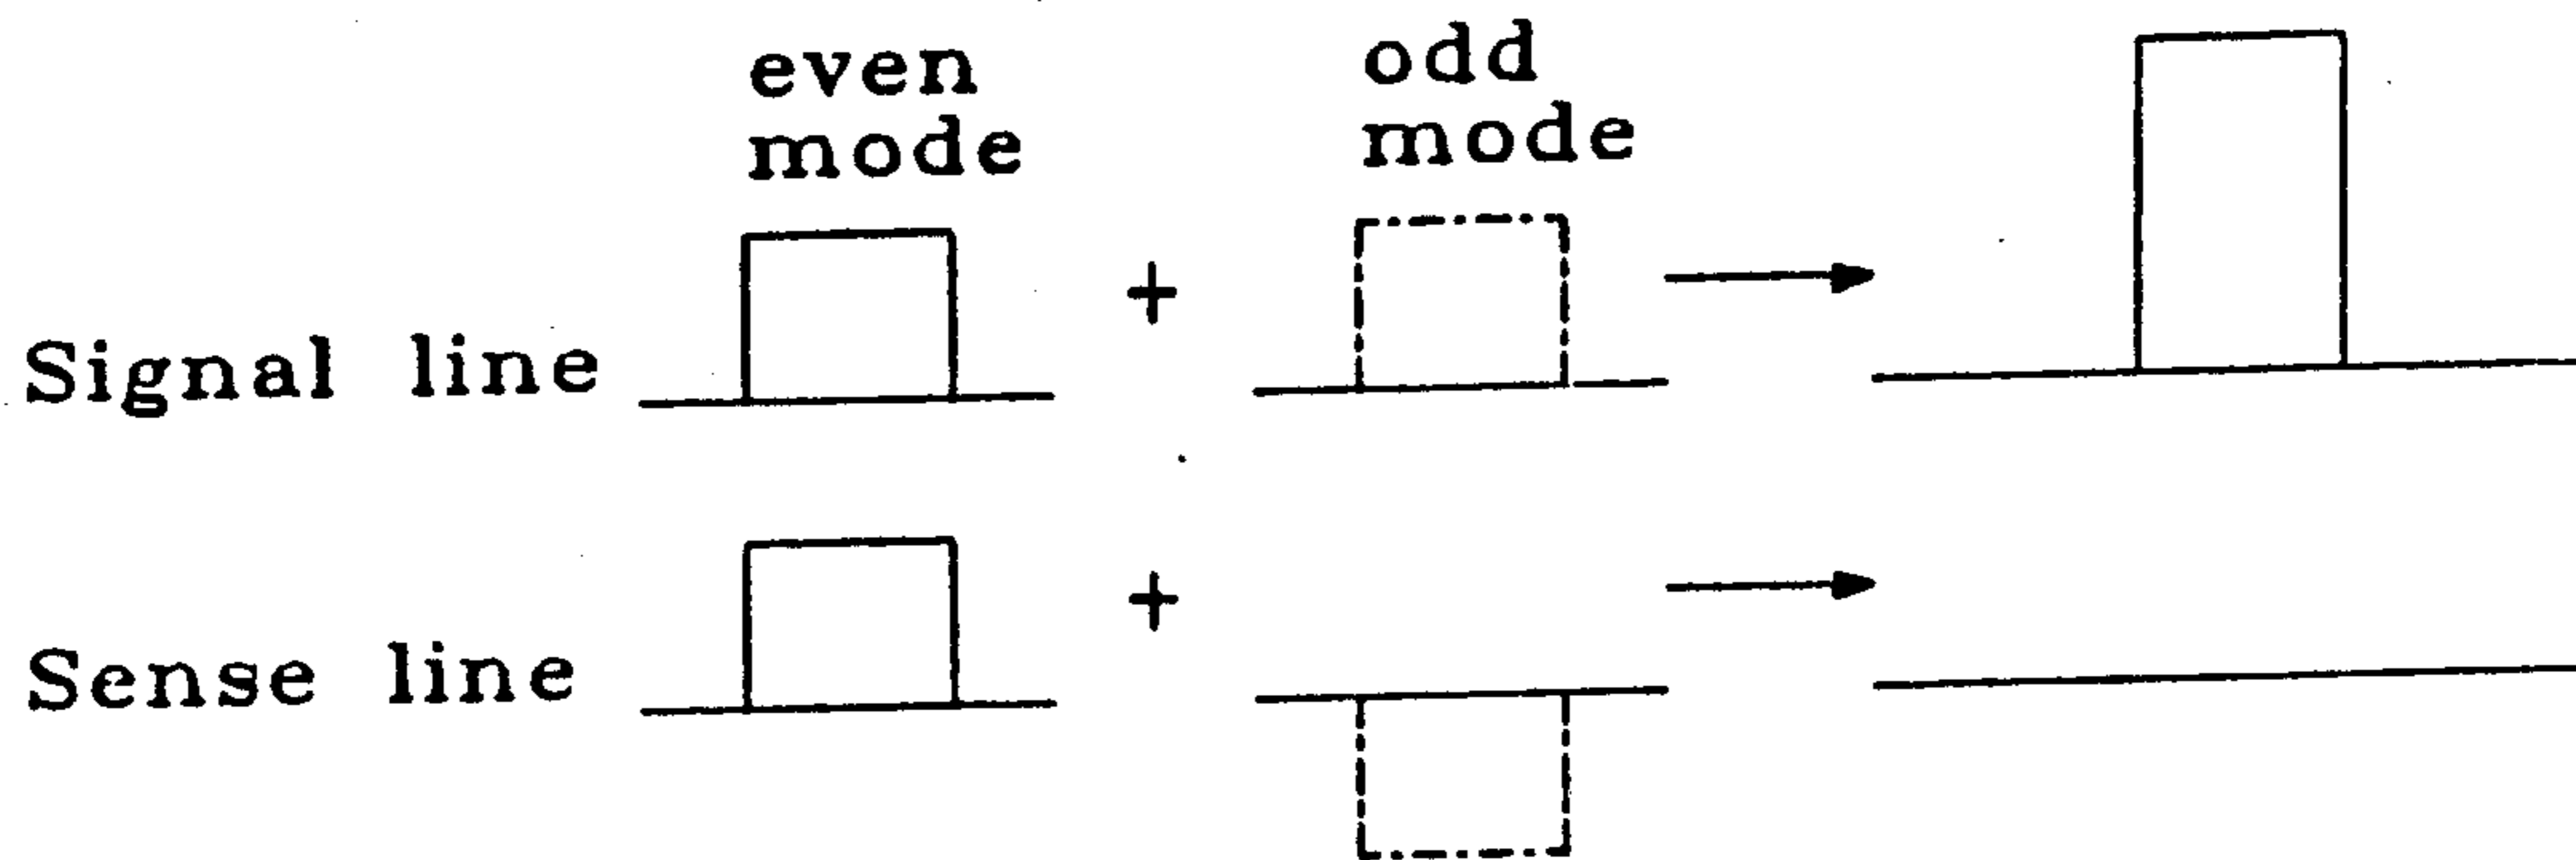 even
mode
odd
mode
Signal line
+
+
Sense line